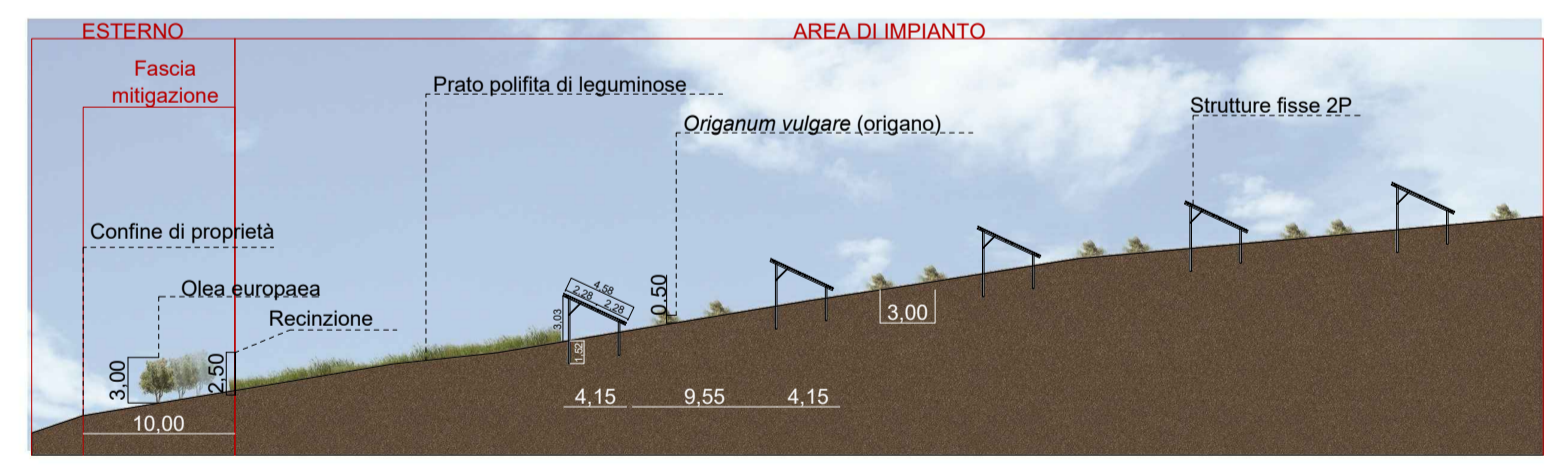 ESTERNO
AREA DI IMPIANTO
Fascia
mitigazione
Prato polifita di leguminose
Origanum vulgare (origano)
Strutture fisse 2P
Confine di proprietà
Olea europaea
Recinzione
3,00
2,50
10,00
4,58
2,28
2,28
3,03
1,52
0,50
3,00
4,15
9,55
4,15